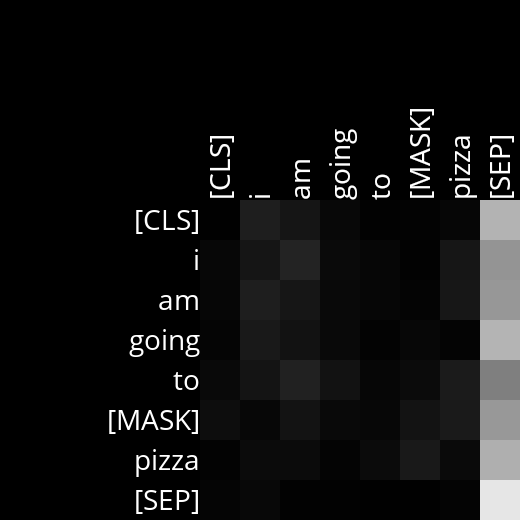 [CLS] i am going to [MASK] pizza [SEP]
[CLS]
i
am
going
to
[MASK]
pizza
[SEP]